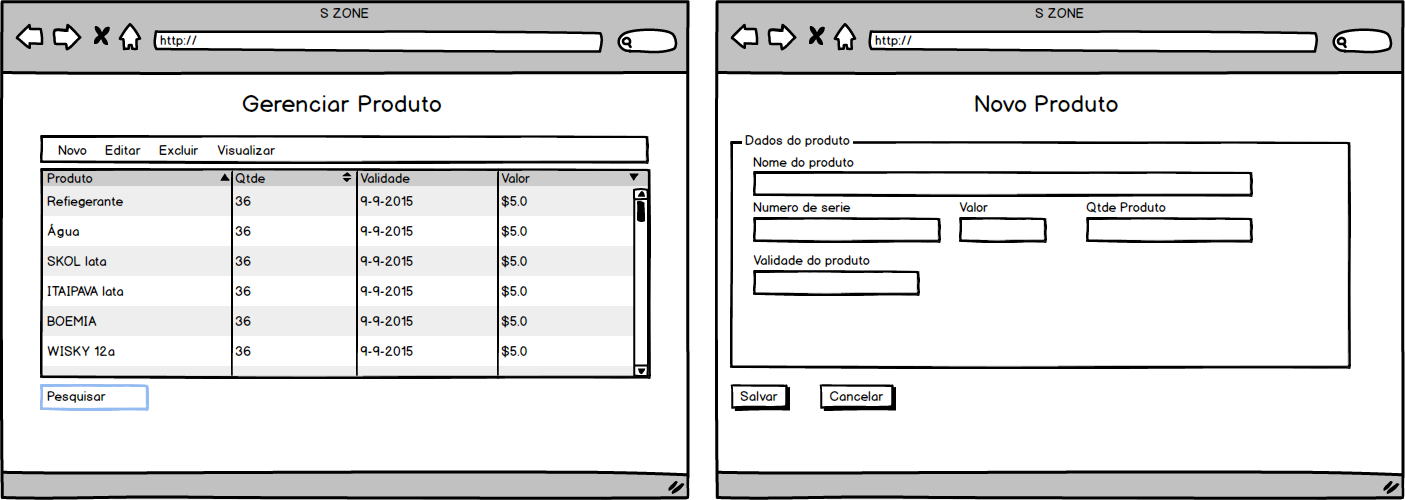 S ZONE
http://
Gerenciar Produto
Novo Editar Excluir Visualizar
Produto Qtde Validade Valor
Refiegerante 36 9-9-2015 $5.0
Água 36 9-9-2015 $5.0
SKOL lata 36 9-9-2015 $5.0
ITAIPAVA lata 36 9-9-2015 $5.0
BOEMIA 36 9-9-2015 $5.0
WISKY 12a 36 9-9-2015 $5.0
Pesquisar
S ZONE
http://
Novo Produto
Dados do produto
Nome do produto
Numero de serie Valor Qtde Produto
Validade do produto
Salvar Cancelar